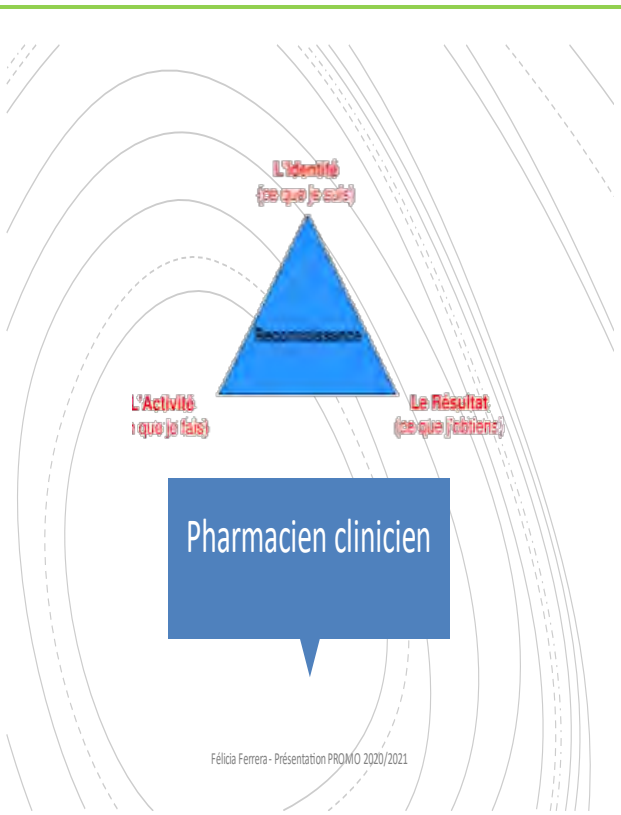 L'Identité
(ce que je suis)
Reconnaissance
L'Activité
que je fais)
Le Résultat
(ce que j'obtiens)
Pharmacien clinicien
Félicia Ferrera - Présentation PROMO 2020/2021